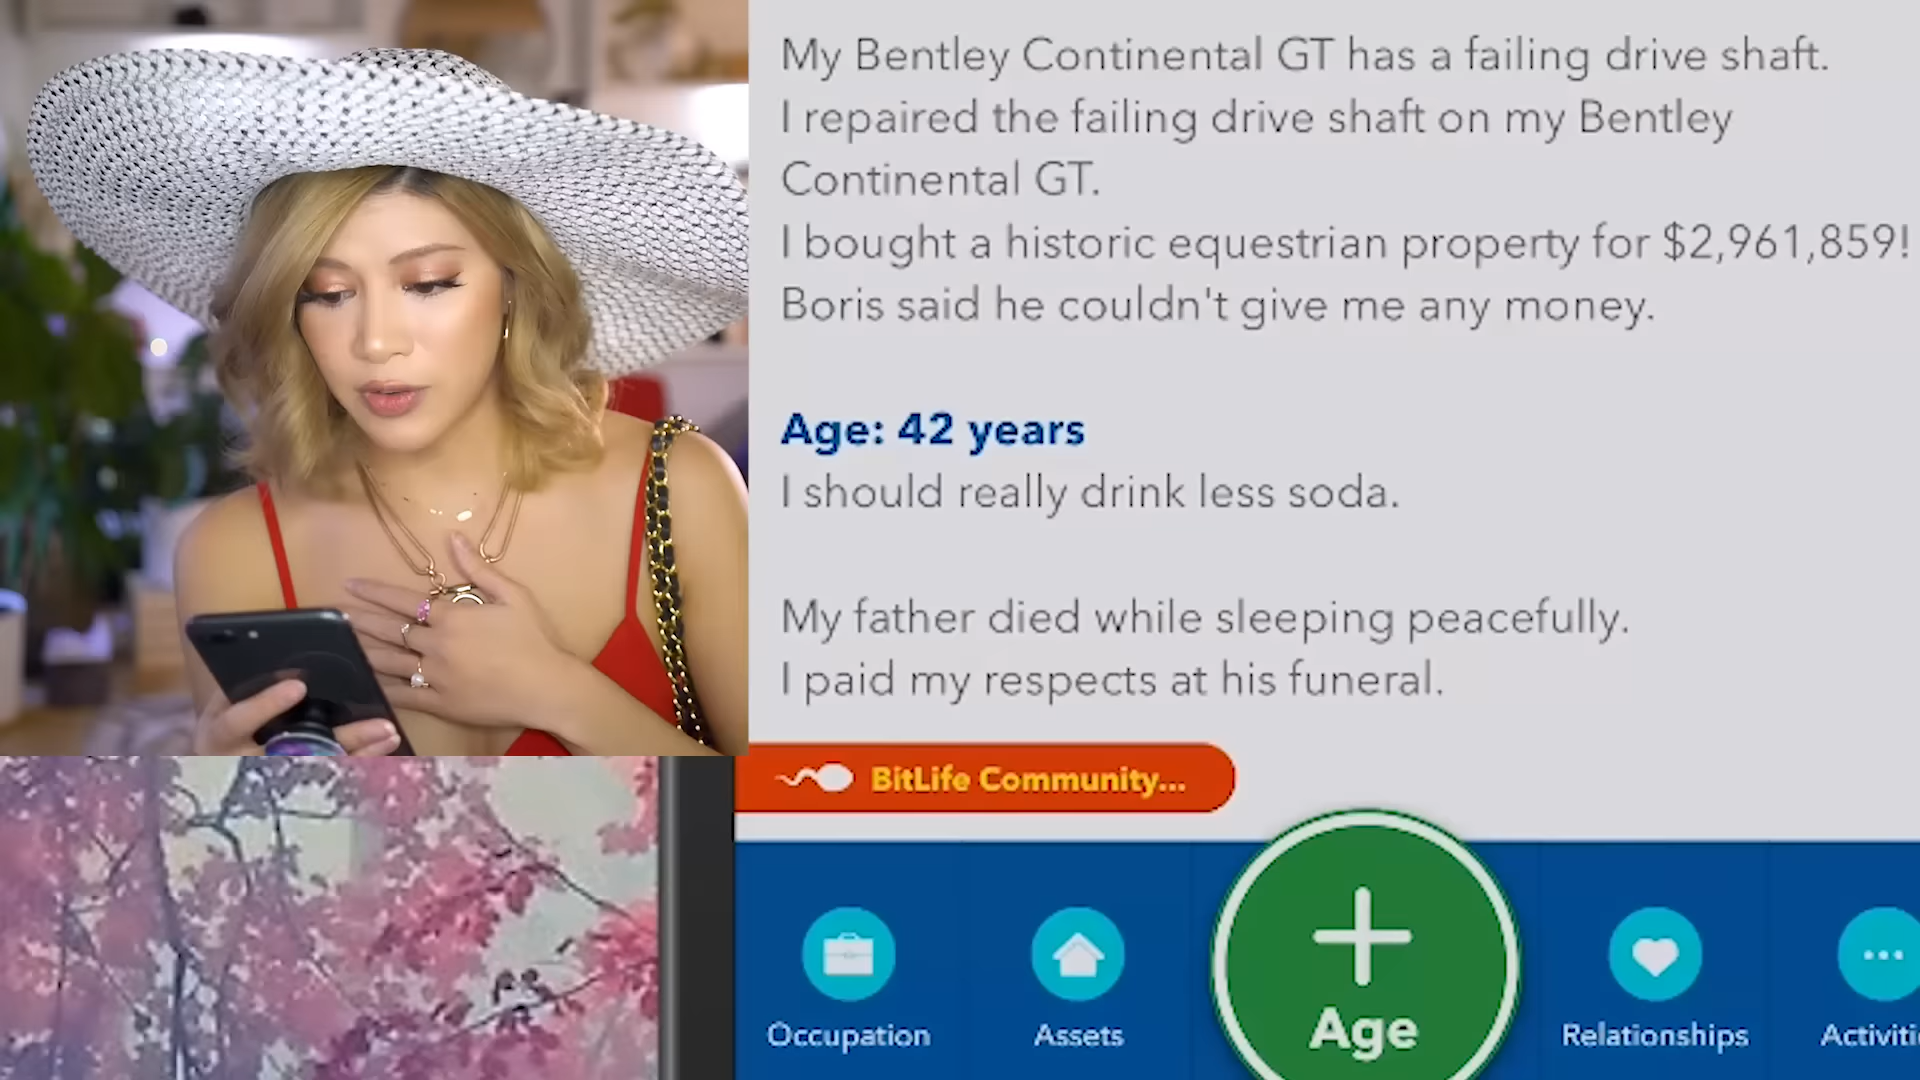 My Bentley Continental GT has a failing drive shaft.
I repaired the failing drive shaft on my Bentley
Continental GT.
I bought a historic equestrian property for $2,961,859!
Boris said he couldn't give me any money.
Age: 42 years
I should really drink less soda.
My father died while sleeping peacefully.
I paid my respects at his funeral.
BitLife Community...
Occupation
Assets
Age
Relationships
Activiti